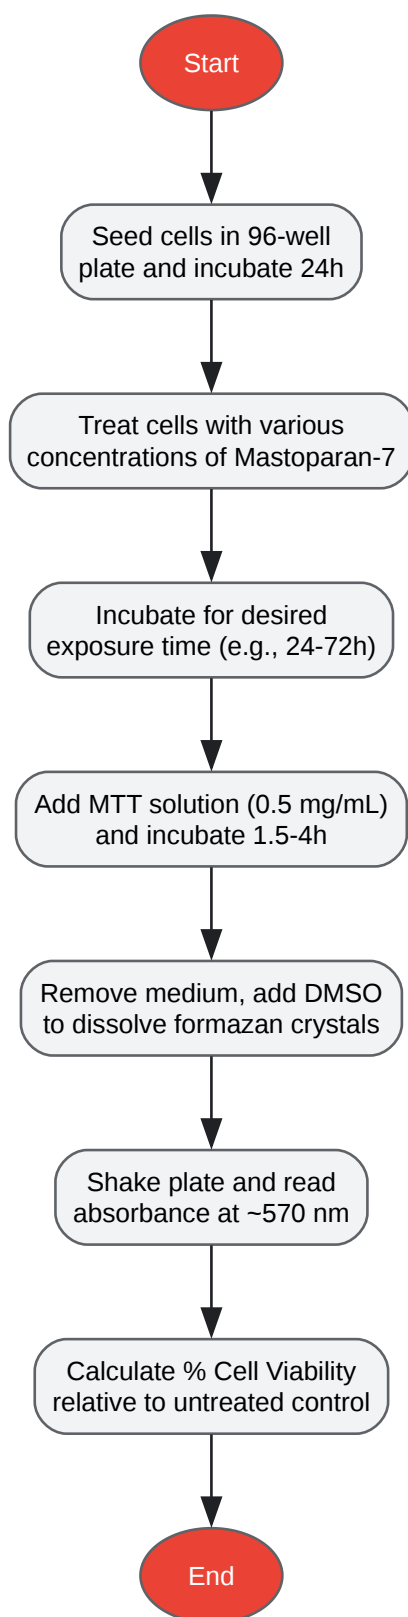 Start
Seed cells in 96-well
plate and incubate 24h
Treat cells with various
concentrations of Mastoparan-7
Incubate for desired
exposure time (e.g., 24-72h)
Add MTT solution (0.5 mg/mL)
and incubate 1.5-4h
Remove medium, add DMSO
to dissolve formazan crystals
Shake plate and read
absorbance at ~570 nm
Calculate % Cell Viability
relative to untreated control
End